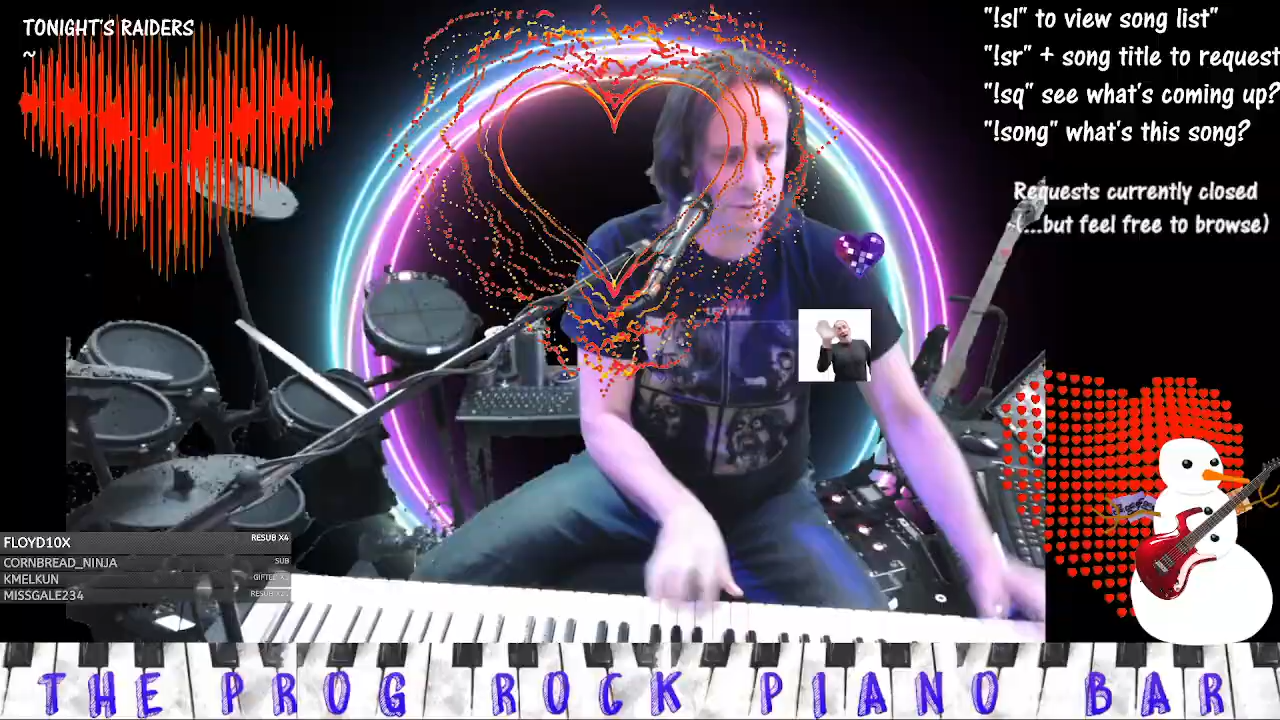 TONIGHT'S RAIDERS
~
"!sl" to view song list"
"!sr" + song title to request
"!sq" see what's coming up?
"!song" what's this song?
Requests currently closed
(...but feel free to browse)
FLOYD10X RESUB X4
CORNBREAD_NINJA SUB
KMELKUN GIFTED
MISSGALE234 RESUB
THE PROG ROCK PIANO BAR